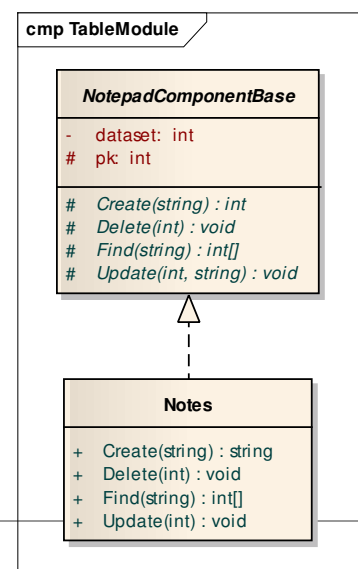 cmp TableModule
NotepadComponentBase
- dataset: int
# pk: int
# Create(string) : int
# Delete(int) : void
# Find(string) : int[]
# Update(int, string) : void
Notes
+ Create(string) : string
+ Delete(int) : void
+ Find(string) : int[]
+ Update(int) : void